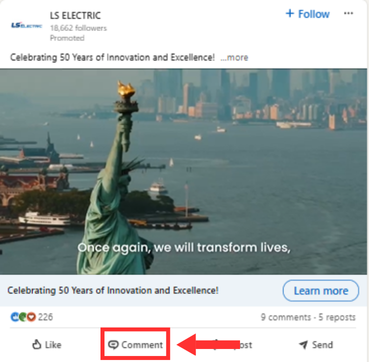 LS ELECTRIC
LS ELECTRIC
+ Follow
18,662 followers
Promoted
Celebrating 50 Years of Innovation and Excellence! ...more
Once again, we will transform lives,
Celebrating 50 Years of Innovation and Excellence!
Learn more
226
9 comments · 5 reposts
Like
Comment
Send